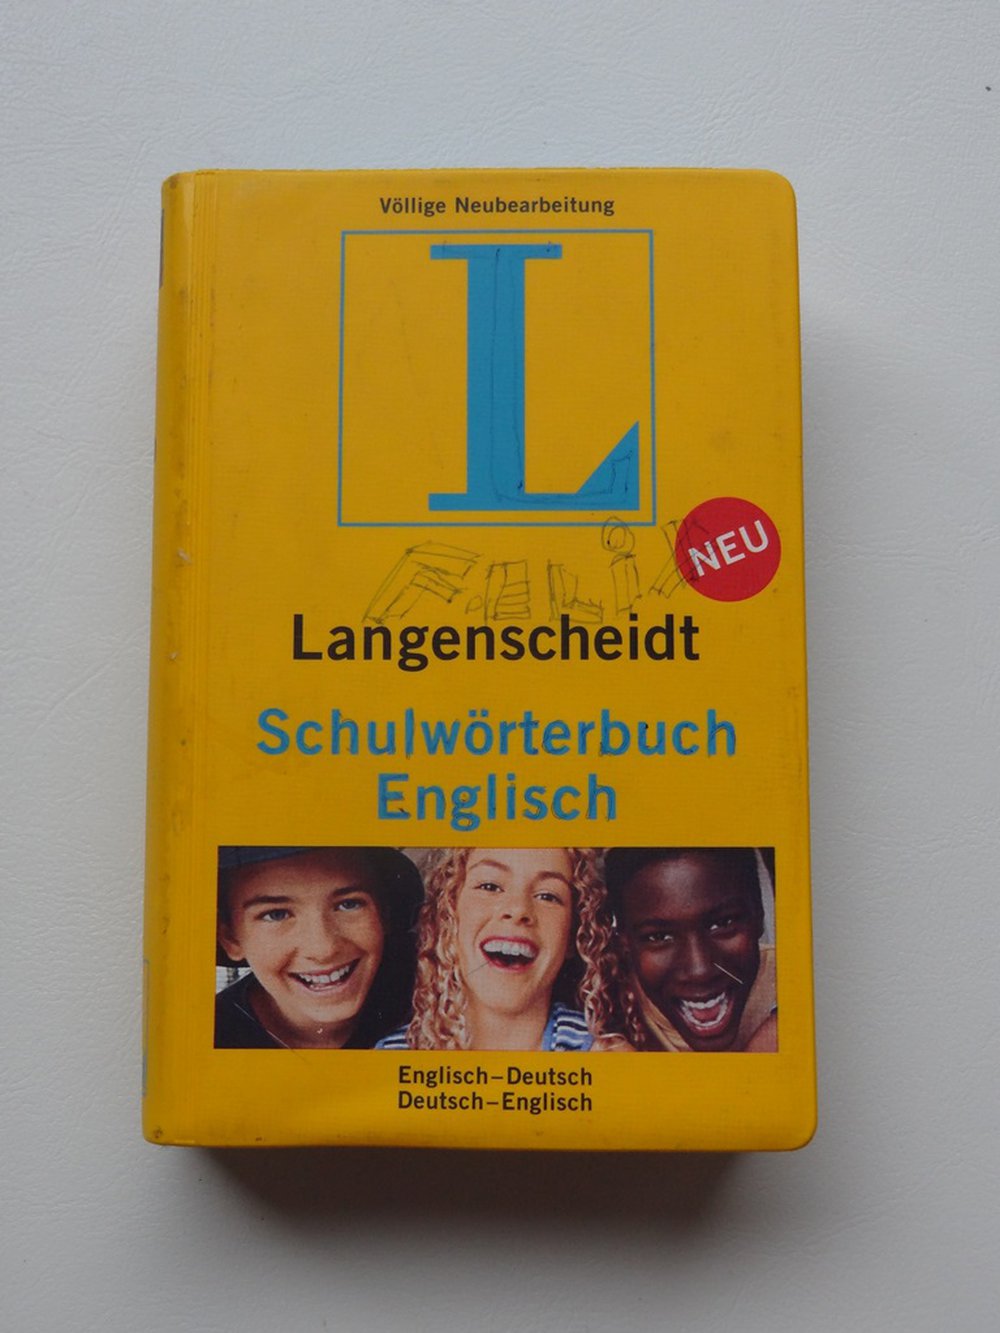 Völlige Neubearbeitung
L
FELiX
NEU
Langenscheidt
Schulwörterbuch
Englisch
Englisch–Deutsch
Deutsch–Englisch